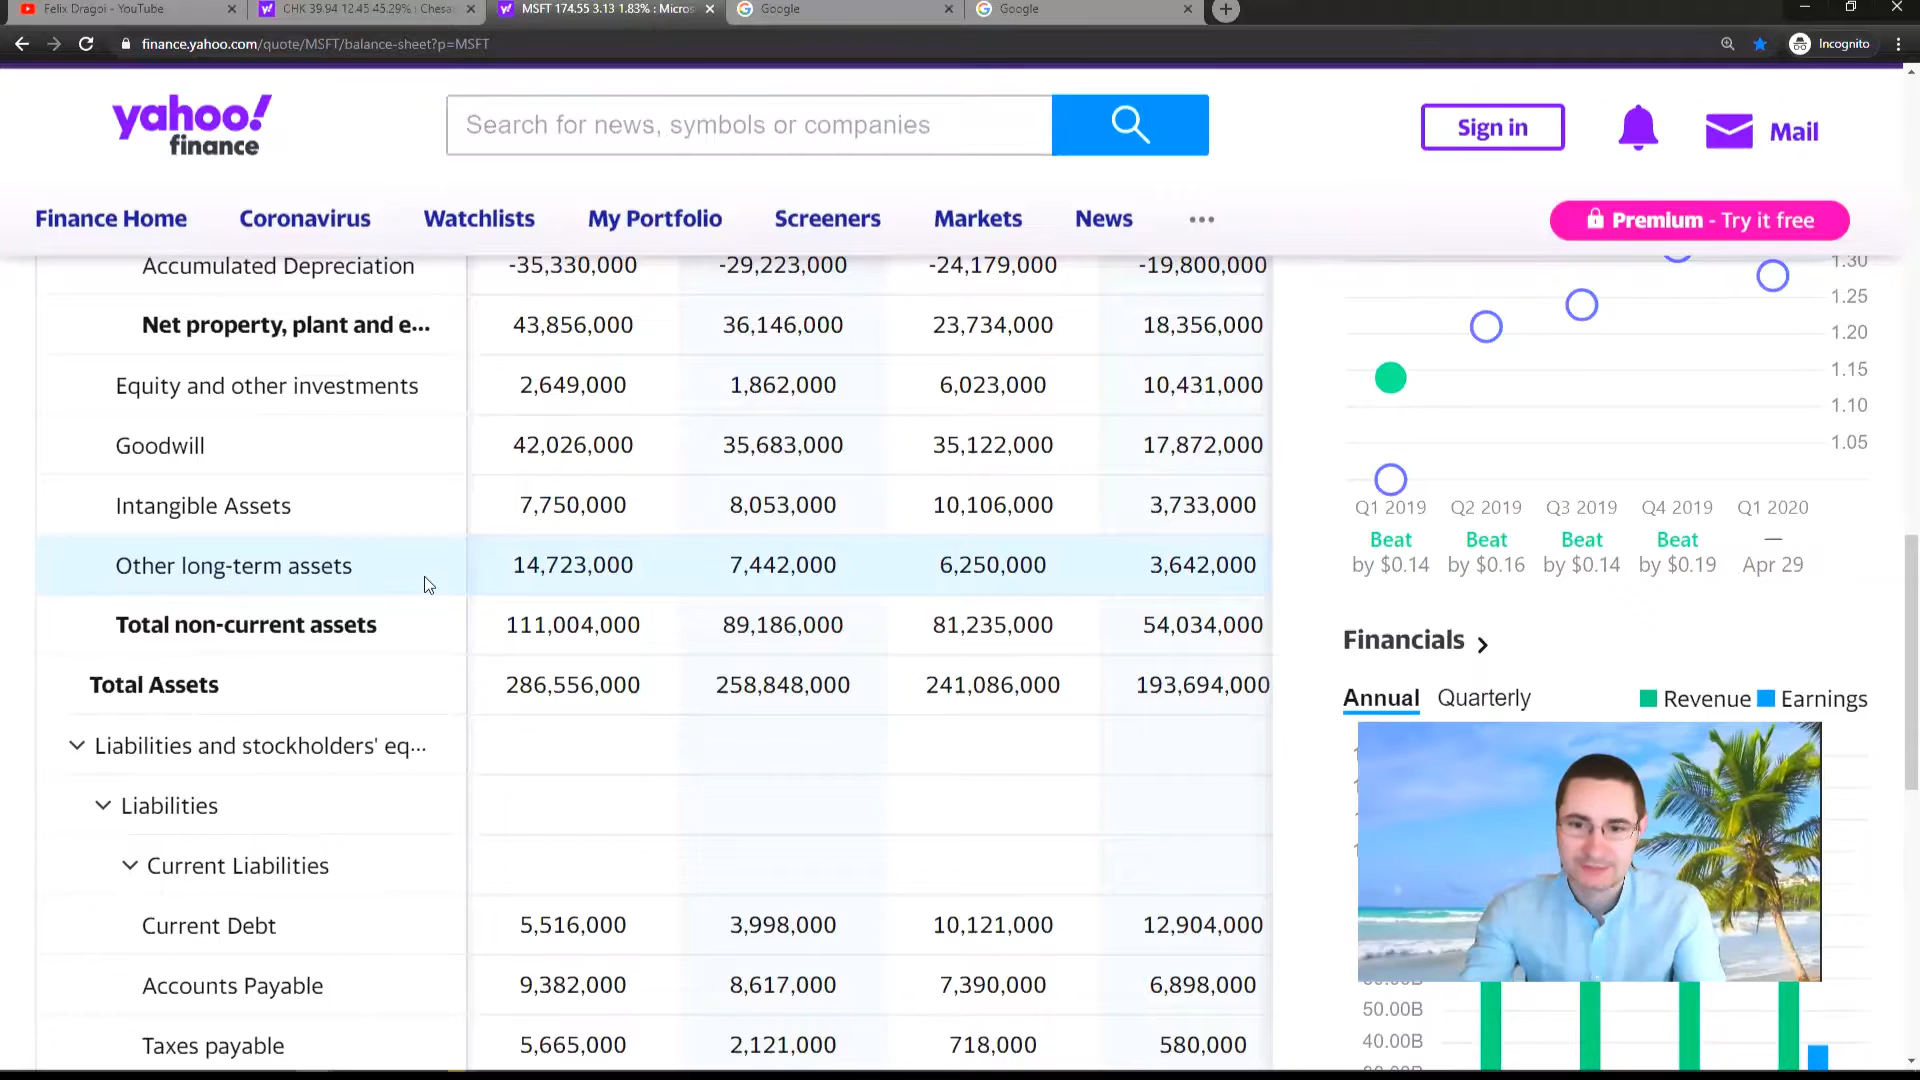 Felix Dragoi - YouTube
CHK 39.94 12.45 45.29% : Chesa
MSFT 174.55 3.13 1.83% : Micros
Google
Google
finance.yahoo.com/quote/MSFT/balance-sheet?p=MSFT
Incognito
yahoo!
finance
Search for news, symbols or companies
Sign in
Mail
Finance Home
Coronavirus
Watchlists
My Portfolio
Screeners
Markets
News
Premium - Try it free
Accumulated Depreciation -35,330,000 -29,223,000 -24,179,000 -19,800,000
Net property, plant and e... 43,856,000 36,146,000 23,734,000 18,356,000
Equity and other investments 2,649,000 1,862,000 6,023,000 10,431,000
Goodwill 42,026,000 35,683,000 35,122,000 17,872,000
Intangible Assets 7,750,000 8,053,000 10,106,000 3,733,000
Other long-term assets 14,723,000 7,442,000 6,250,000 3,642,000
Total non-current assets 111,004,000 89,186,000 81,235,000 54,034,000
Total Assets 286,556,000 258,848,000 241,086,000 193,694,000
Liabilities and stockholders' eq...
Liabilities
Current Liabilities
Current Debt 5,516,000 3,998,000 10,121,000 12,904,000
Accounts Payable 9,382,000 8,617,000 7,390,000 6,898,000
Taxes payable 5,665,000 2,121,000 718,000 580,000
1.30
1.25
1.20
1.15
1.10
1.05
Q1 2019 Q2 2019 Q3 2019 Q4 2019 Q1 2020
Beat Beat Beat Beat —
by $0.14 by $0.16 by $0.14 by $0.19 Apr 29
Financials
Annual Quarterly Revenue Earnings
50.00B
40.00B